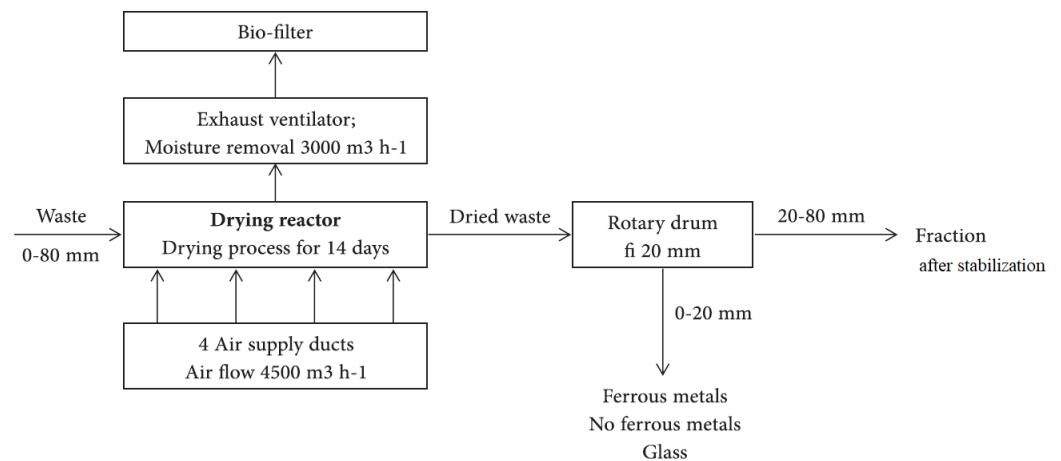 Bio-filter
Exhaust ventilator;
Moisture removal 3000 m3 h-1
Waste
0-80 mm
Drying reactor
Drying process for 14 days
Dried waste
Rotary drum
fi 20 mm
20-80 mm
Fraction
after stabilization
4 Air supply ducts
Air flow 4500 m3 h-1
0-20 mm
Ferrous metals
No ferrous metals
Glass